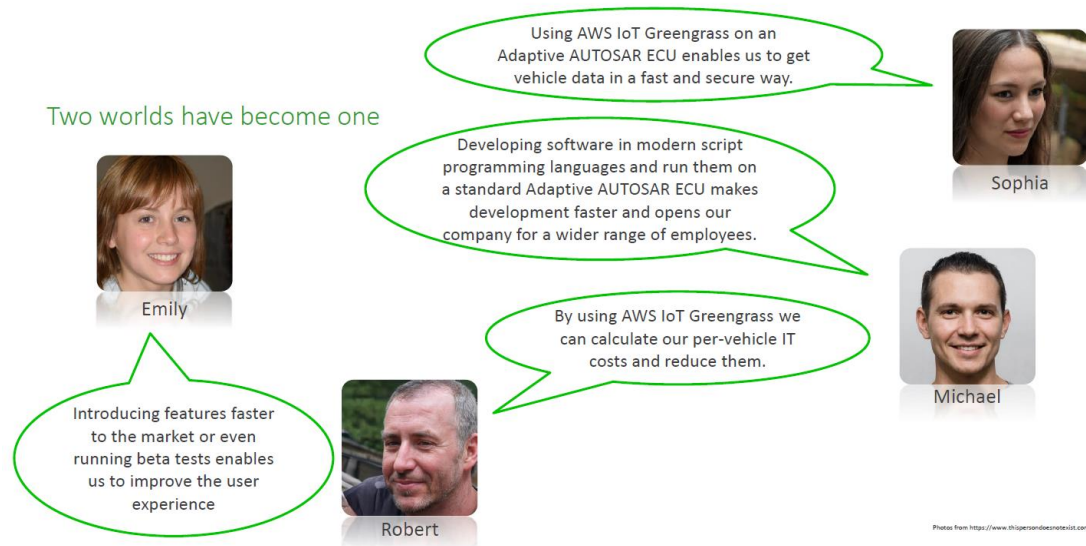 Two worlds have become one
Using AWS IoT Greengrass on an
Adaptive AUTOSAR ECU enables us to get
vehicle data in a fast and secure way.
Sophia
Developing software in modern script
programming languages and run them on
a standard Adaptive AUTOSAR ECU makes
development faster and opens our
company for a wider range of employees.
Michael
Emily
Introducing features faster
to the market or even
running beta tests enables
us to improve the user
experience
By using AWS IoT Greengrass we
can calculate our per-vehicle IT
costs and reduce them.
Robert
Photos from https://www.thispersondoesnotexist.com